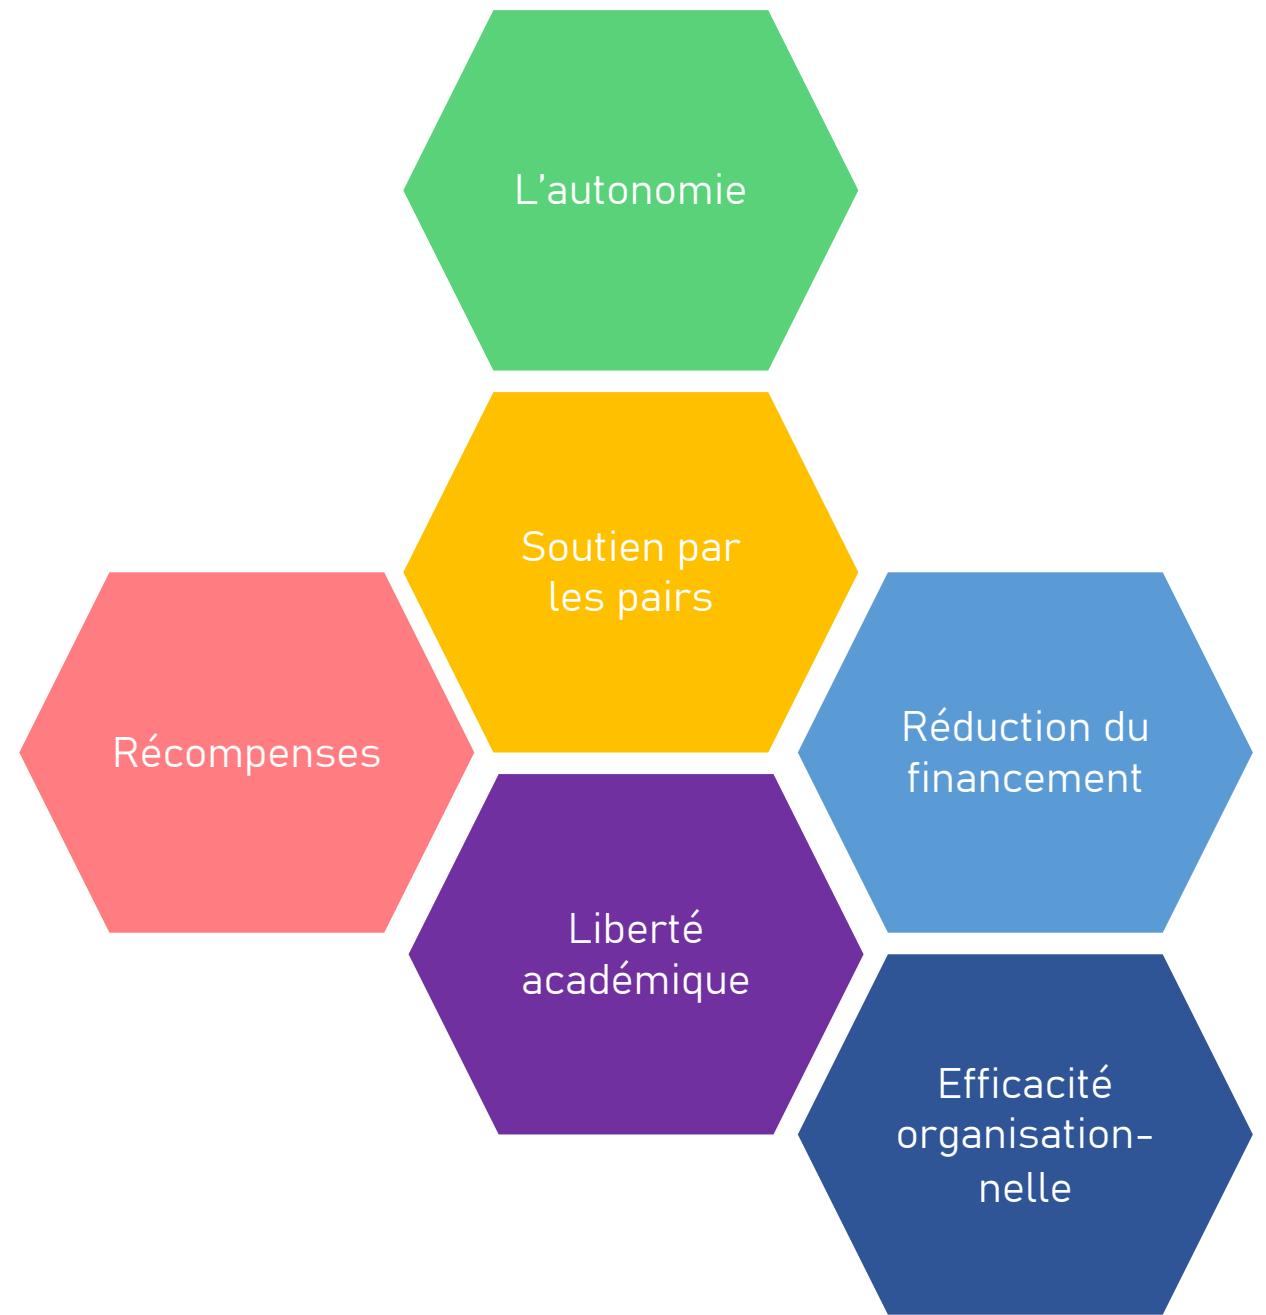 L'autonomie
Soutien par
les pairs
Récompenses
Réduction du
financement
Liberté
académique
Efficacité
organisation-
nelle